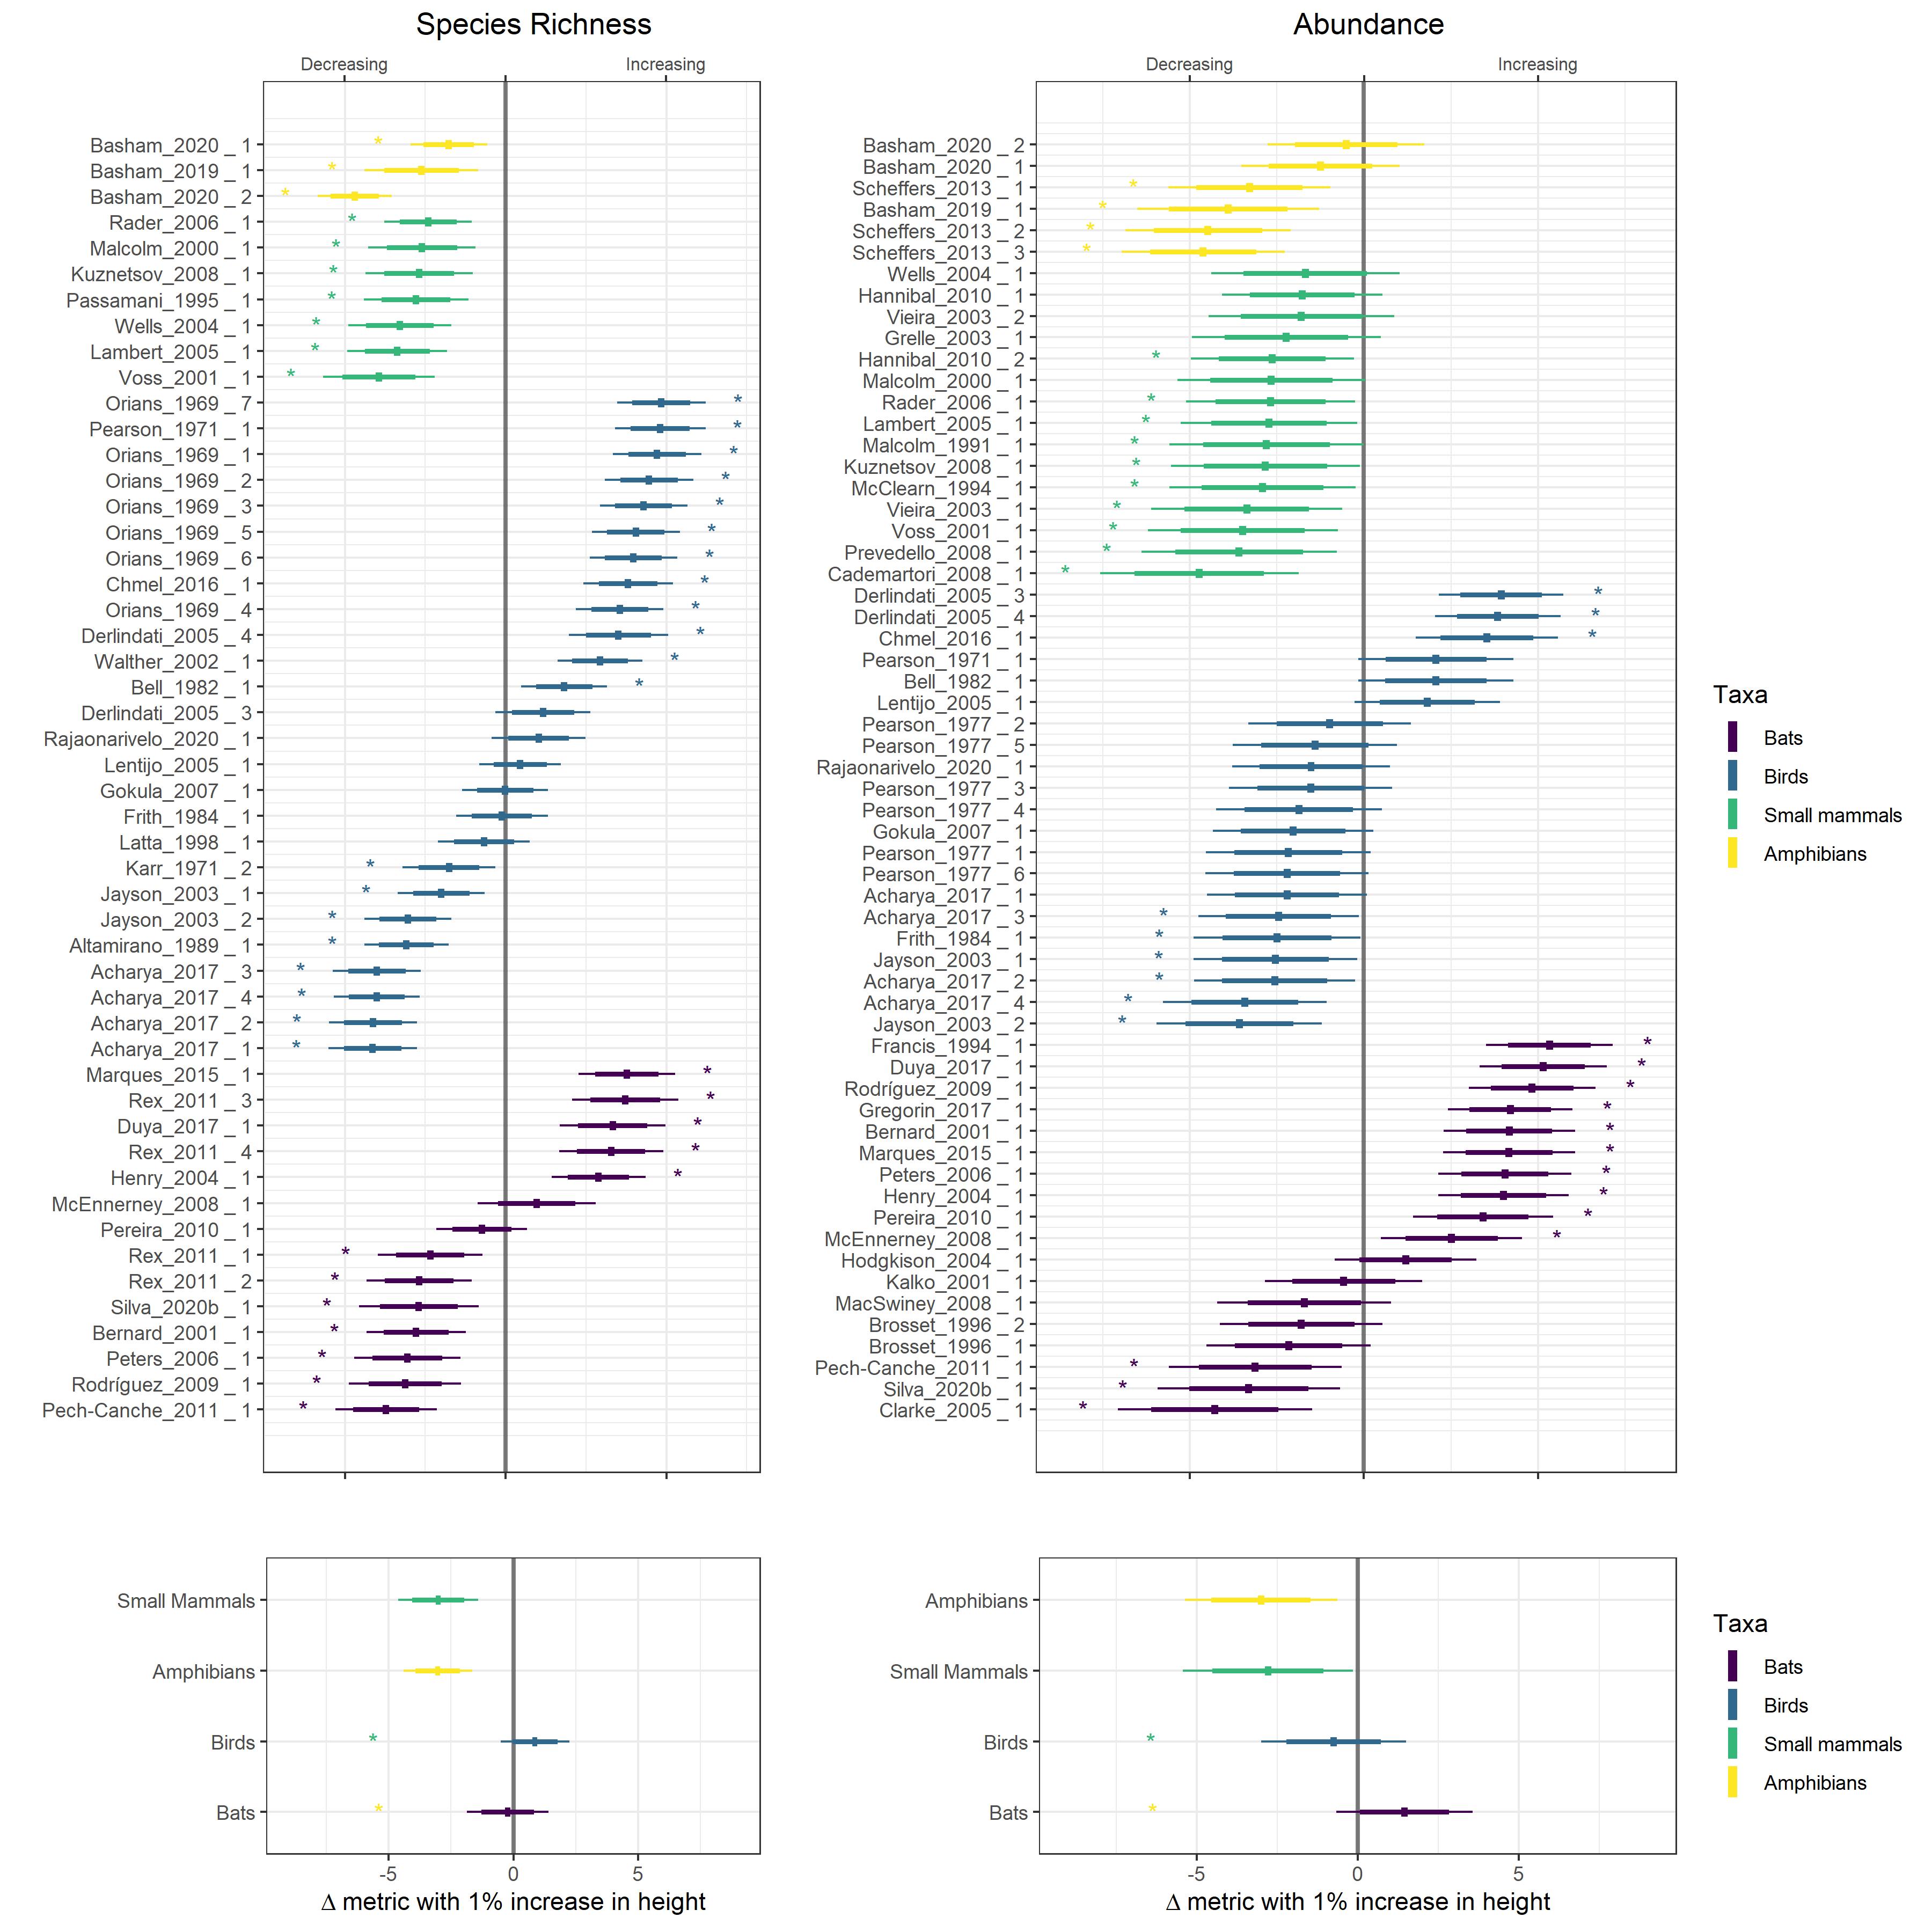 Species Richness
Decreasing Increasing
Basham_2020 _ 1
Basham_2019 _ 1
Basham_2020 _ 2
Rader_2006 _ 1
Malcolm_2000 _ 1
Kuznetsov_2008 _ 1
Passamani_1995 _ 1
Wells_2004 _ 1
Lambert_2005 _ 1
Voss_2001 _ 1
Orians_1969 _ 7
Pearson_1971 _ 1
Orians_1969 _ 1
Orians_1969 _ 2
Orians_1969 _ 3
Orians_1969 _ 5
Orians_1969 _ 6
Chmel_2016 _ 1
Orians_1969 _ 4
Derlindati_2005 _ 4
Walther_2002 _ 1
Bell_1982 _ 1
Derlindati_2005 _ 3
Rajaonarivelo_2020 _ 1
Lentijo_2005 _ 1
Gokula_2007 _ 1
Frith_1984 _ 1
Latta_1998 _ 1
Karr_1971 _ 2
Jayson_2003 _ 1
Jayson_2003 _ 2
Altamirano_1989 _ 1
Acharya_2017 _ 3
Acharya_2017 _ 4
Acharya_2017 _ 2
Acharya_2017 _ 1
Marques_2015 _ 1
Rex_2011 _ 3
Duya_2017 _ 1
Rex_2011 _ 4
Henry_2004 _ 1
McEnnerney_2008 _ 1
Pereira_2010 _ 1
Rex_2011 _ 1
Rex_2011 _ 2
Silva_2020b _ 1
Bernard_2001 _ 1
Peters_2006 _ 1
Rodríguez_2009 _ 1
Pech-Canche_2011 _ 1
Abundance
Decreasing Increasing
Basham_2020 _ 2
Basham_2020 _ 1
Scheffers_2013 _ 1
Basham_2019 _ 1
Scheffers_2013 _ 2
Scheffers_2013 _ 3
Wells_2004 _ 1
Hannibal_2010 _ 1
Vieira_2003 _ 2
Grelle_2003 _ 1
Hannibal_2010 _ 2
Malcolm_2000 _ 1
Rader_2006 _ 1
Lambert_2005 _ 1
Malcolm_1991 _ 1
Kuznetsov_2008 _ 1
McClearn_1994 _ 1
Vieira_2003 _ 1
Voss_2001 _ 1
Prevedello_2008 _ 1
Cademartori_2008 _ 1
Derlindati_2005 _ 3
Derlindati_2005 _ 4
Chmel_2016 _ 1
Pearson_1971 _ 1
Bell_1982 _ 1
Lentijo_2005 _ 1
Pearson_1977 _ 2
Pearson_1977 _ 5
Rajaonarivelo_2020 _ 1
Pearson_1977 _ 3
Pearson_1977 _ 4
Gokula_2007 _ 1
Pearson_1977 _ 1
Pearson_1977 _ 6
Acharya_2017 _ 1
Acharya_2017 _ 3
Frith_1984 _ 1
Jayson_2003 _ 1
Acharya_2017 _ 2
Acharya_2017 _ 4
Jayson_2003 _ 2
Francis_1994 _ 1
Duya_2017 _ 1
Rodríguez_2009 _ 1
Gregorin_2017 _ 1
Bernard_2001 _ 1
Marques_2015 _ 1
Peters_2006 _ 1
Henry_2004 _ 1
Pereira_2010 _ 1
McEnnerney_2008 _ 1
Hodgkison_2004 _ 1
Kalko_2001 _ 1
MacSwiney_2008 _ 1
Brosset_1996 _ 2
Brosset_1996 _ 1
Pech-Canche_2011 _ 1
Silva_2020b _ 1
Clarke_2005 _ 1
Taxa
Bats
Birds
Small mammals
Amphibians
Small Mammals
Amphibians
Birds
Bats
-5 0 5
Δ metric with 1% increase in height
Amphibians
Small Mammals
Birds
Bats
-5 0 5
Δ metric with 1% increase in height
Taxa
Bats
Birds
Small mammals
Amphibians